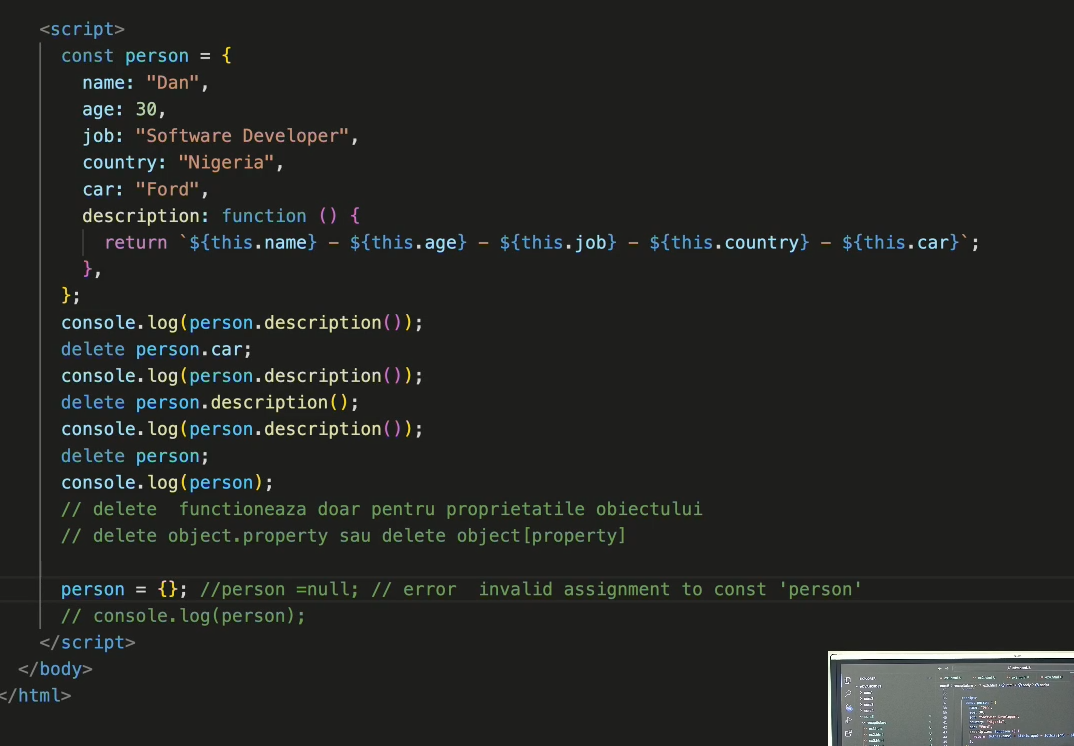 <script>
const person = {
name: "Dan",
age: 30,
job: "Software Developer",
country: "Nigeria",
car: "Ford",
description: function () {
return `${this.name} – ${this.age} – ${this.job} – ${this.country} – ${this.car}`;
},
};
console.log(person.description());
delete person.car;
console.log(person.description());
delete person.description();
console.log(person.description());
delete person;
console.log(person);
// delete  functioneaza doar pentru proprietatile obiectului
// delete object.property sau delete object[property]
person = {}; //person =null; // error  invalid assignment to const 'person'
// console.log(person);
</script>
</body>
</html>